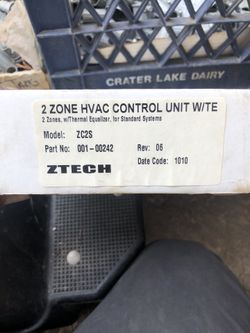 CRATER LAKE DAIRY
2 ZONE HVAC CONTROL UNIT W/TE
2 Zones, w/Thermal Equalizer, for Standard Systems
Model: ZC2S
Part No: 001-00242 Rev: 06
Date Code: 1010
ZTECH